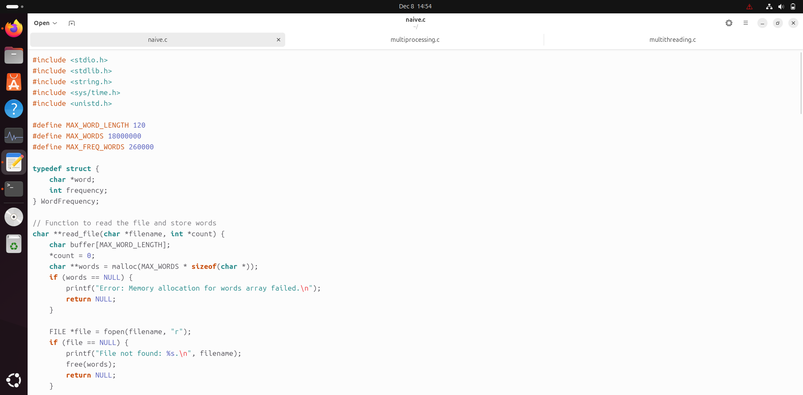 Dec 8 14:54
Open
naive.c
~/
naive.c
multiprocessing.c
multithreading.c
#include <stdio.h>
#include <stdlib.h>
#include <string.h>
#include <sys/time.h>
#include <unistd.h>
#define MAX_WORD_LENGTH 120
#define MAX_WORDS 18000000
#define MAX_FREQ_WORDS 260000
typedef struct {
    char *word;
    int frequency;
} WordFrequency;
// Function to read the file and store words
char **read_file(char *filename, int *count) {
    char buffer[MAX_WORD_LENGTH];
    *count = 0;
    char **words = malloc(MAX_WORDS * sizeof(char *));
    if (words == NULL) {
        printf("Error: Memory allocation for words array failed.\n");
        return NULL;
    }
    FILE *file = fopen(filename, "r");
    if (file == NULL) {
        printf("File not found: %s.\n", filename);
        free(words);
        return NULL;
    }